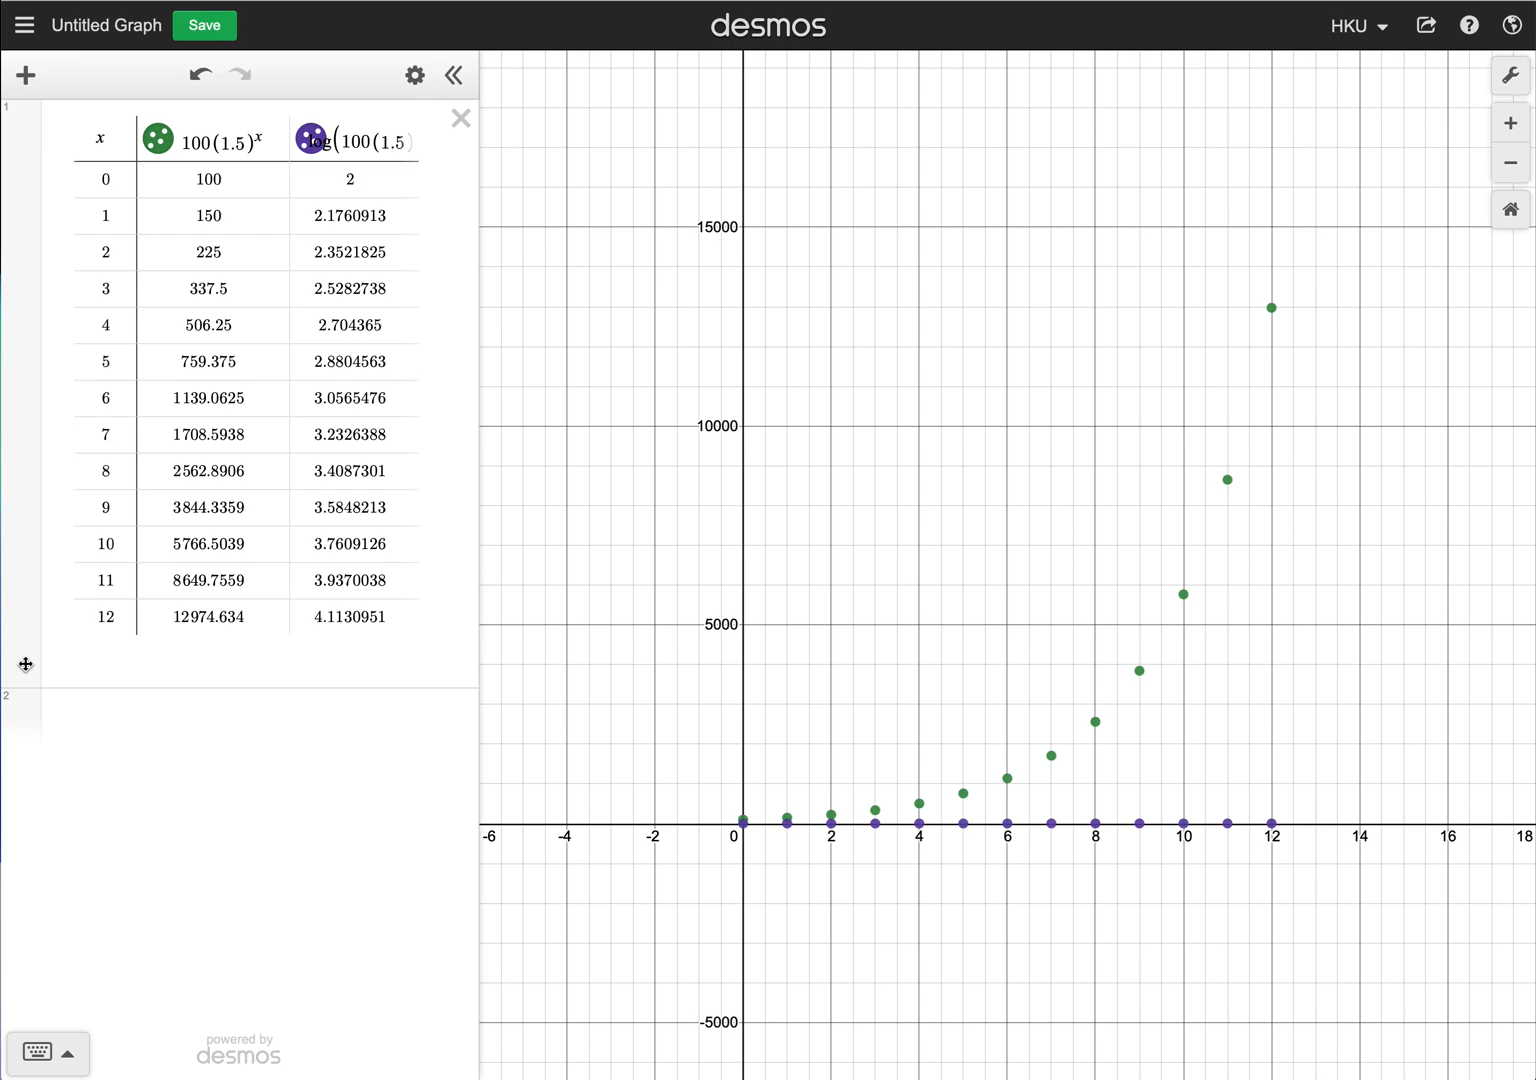 Untitled Graph Save desmos HKU
1
x 100(1.5)^x log(100(1.5)
0 100 2
1 150 2.1760913
2 225 2.3521825
3 337.5 2.5282738
4 506.25 2.704365
5 759.375 2.8804563
6 1139.0625 3.0565476
7 1708.5938 3.2326388
8 2562.8906 3.4087301
9 3844.3359 3.5848213
10 5766.5039 3.7609126
11 8649.7559 3.9370038
12 12974.634 4.1130951
2
powered by
desmos
15000
10000
5000
-6 -4 -2 0 2 4 6 8 10 12 14 16 18
-5000